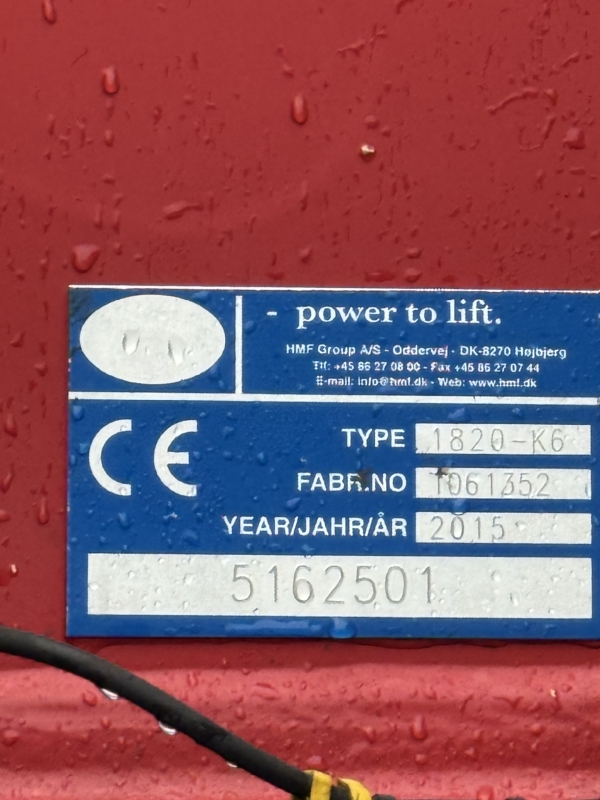 - power to lift.
HMF Group A/S - Oddervej - DK-8270 Højbjerg
Tlf: +45 86 27 08 00 - Fax +45 86 27 07 44
E-mail: info@hmf.dk - Web: www.hmf.dk
CE
TYPE 1820-K6
FABR.NO 1061352
YEAR/JAHR/ÅR 2015
5162501